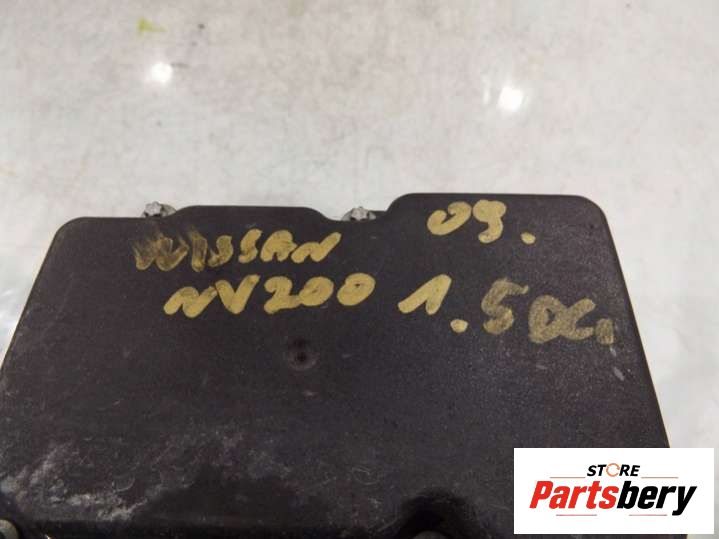 NISSAN 09.
NV200 1.5DCi
STORE
Partsbery